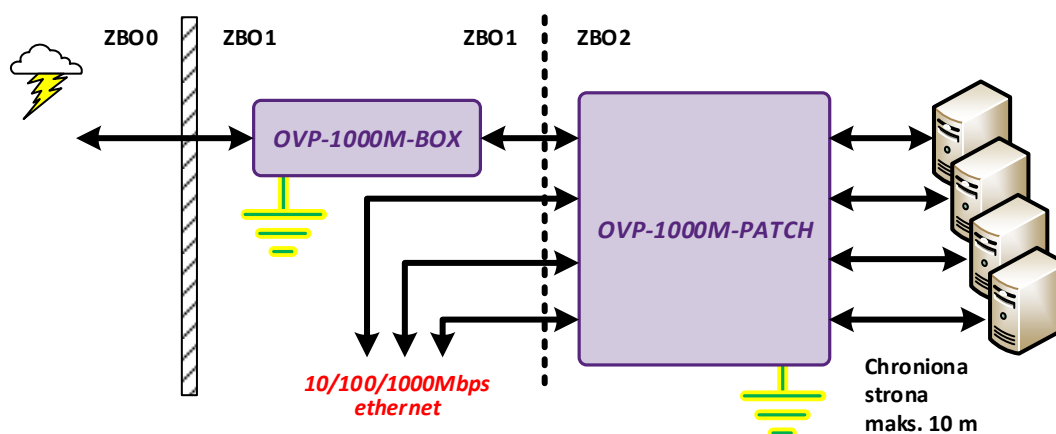 ZBO0
ZBO1
ZBO1
ZBO2
OVP-1000M-BOX
OVP-1000M-PATCH
10/100/1000Mbps
ethernet
Chroniona
strona
maks. 10 m